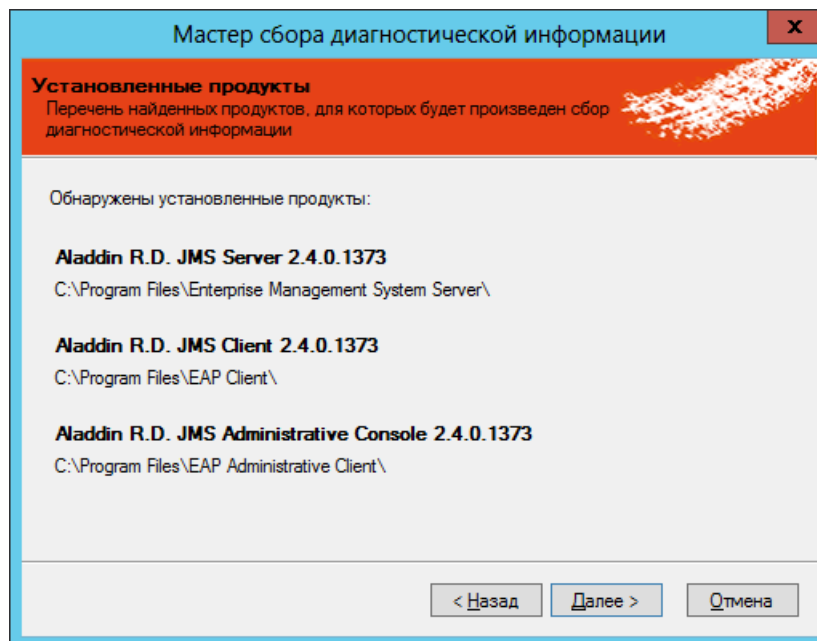 Мастер сбора диагностической информации
x
Установленные продукты
Перечень найденных продуктов, для которых будет произведен сбор
диагностической информации
Обнаружены установленные продукты:
Aladdin R.D. JMS Server 2.4.0.1373
C:\Program Files\Enterprise Management System Server\
Aladdin R.D. JMS Client 2.4.0.1373
C:\Program Files\EAP Client\
Aladdin R.D. JMS Administrative Console 2.4.0.1373
C:\Program Files\EAP Administrative Client\
< Назад Далее > Отмена